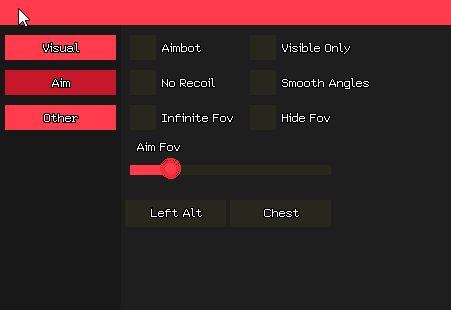 Visual
Aimbot Visible Only
Aim
No Recoil Smooth Angles
Other
Infinite Fov Hide Fov
Aim Fov
Left Alt Chest